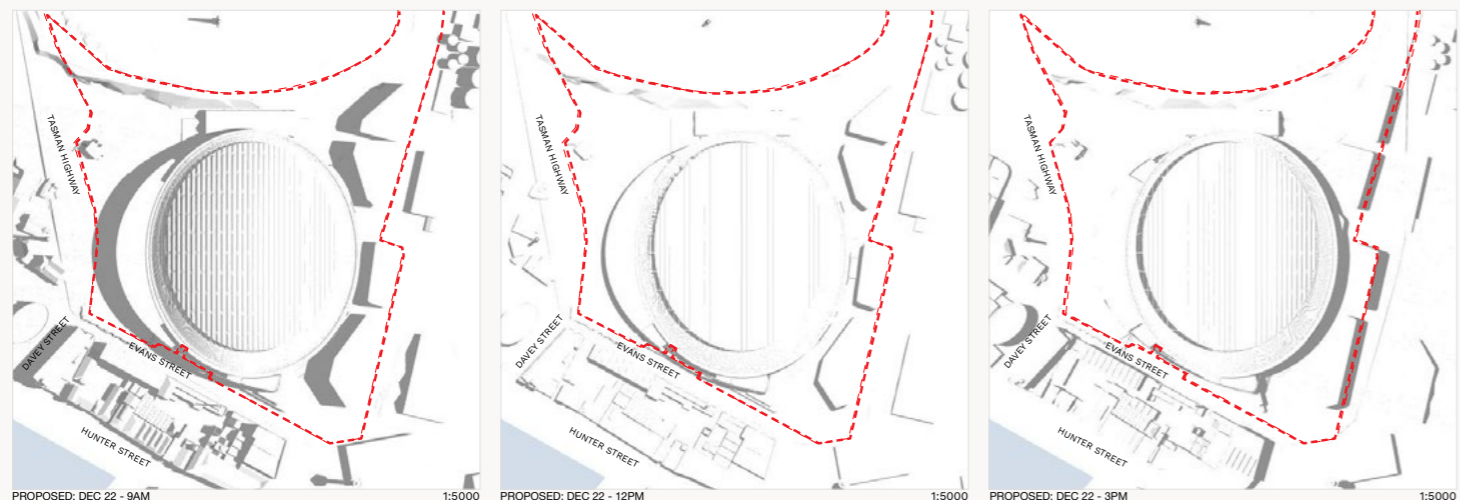 TASMAN HIGHWAY
DAVEY STREET
EVANS STREET
HUNTER STREET
PROPOSED: DEC 22 - 9AM
1:5000
TASMAN HIGHWAY
DAVEY STREET
EVANS STREET
HUNTER STREET
PROPOSED: DEC 22 - 12PM
1:5000
TASMAN HIGHWAY
DAVEY STREET
EVANS STREET
HUNTER STREET
PROPOSED: DEC 22 - 3PM
1:5000